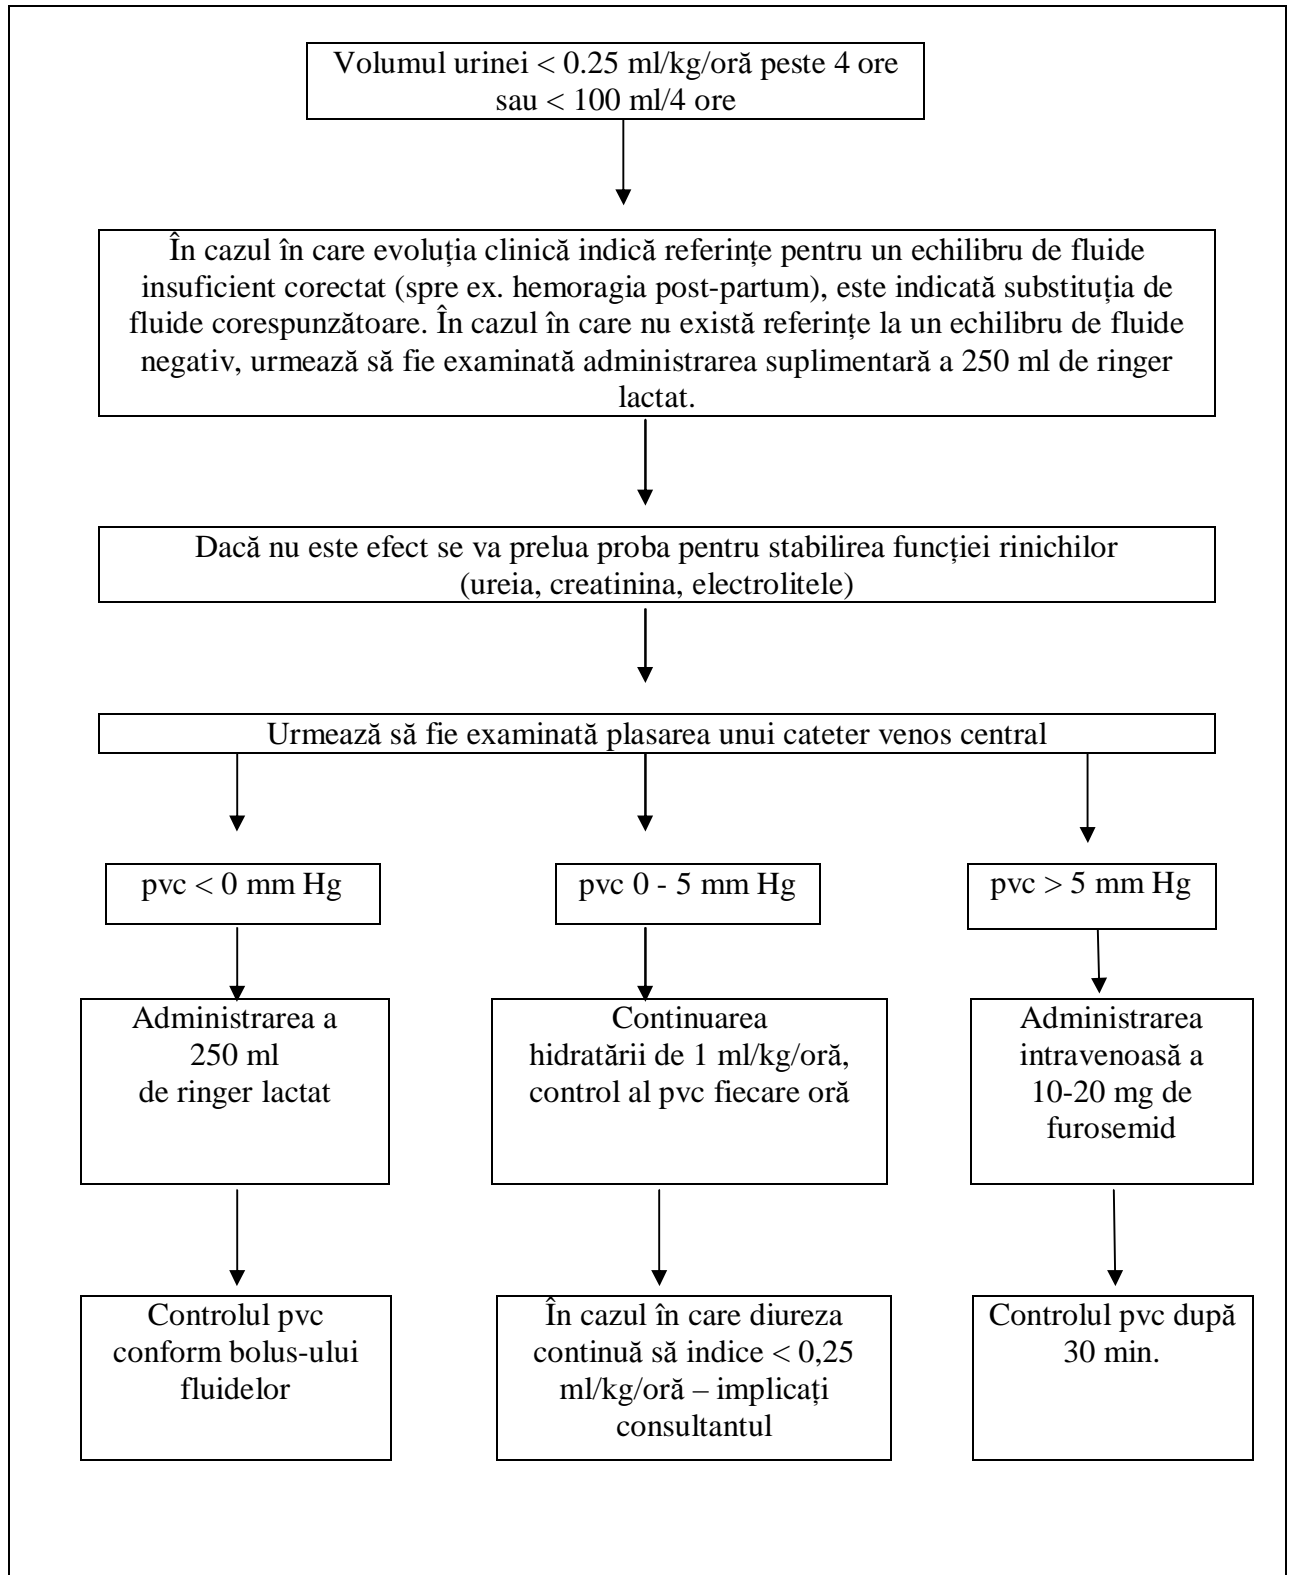 Volumul urinei < 0.25 ml/kg/oră peste 4 ore
sau < 100 ml/4 ore
În cazul în care evoluția clinică indică referințe pentru un echilibru de fluide
insuficient corectat (spre ex. hemoragia post-partum), este indicată substituția de
fluide corespunzătoare. În cazul în care nu există referințe la un echilibru de fluide
negativ, urmează să fie examinată administrarea suplimentară a 250 ml de ringer
lactat.
Dacă nu este efect se va prelua proba pentru stabilirea funcției rinichilor
(ureia, creatinina, electrolitele)
Urmează să fie examinată plasarea unui cateter venos central
pvc < 0 mm Hg
pvc 0 - 5 mm Hg
pvc > 5 mm Hg
Administrarea a
250 ml
de ringer lactat
Continuarea
hidratării de 1 ml/kg/oră,
control al pvc fiecare oră
Administrarea
intravenoasă a
10-20 mg de
furosemid
Controlul pvc
conform bolus-ului
fluidelor
În cazul în care diureza
continuă să indice < 0,25
ml/kg/oră – implicați
consultantul
Controlul pvc după
30 min.